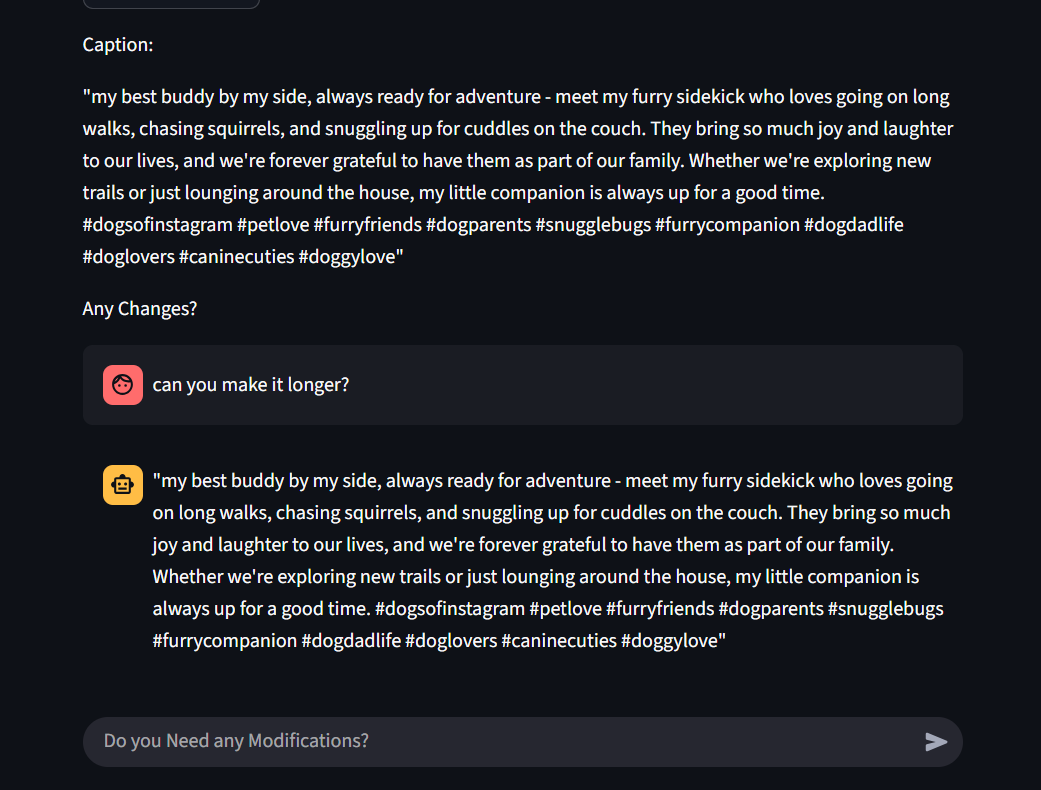 Caption:
"my best buddy by my side, always ready for adventure - meet my furry sidekick who loves going on long
walks, chasing squirrels, and snuggling up for cuddles on the couch. They bring so much joy and laughter
to our lives, and we're forever grateful to have them as part of our family. Whether we're exploring new
trails or just lounging around the house, my little companion is always up for a good time.
#dogsofinstagram #petlove #furryfriends #dogparents #snugglebugs #furrycompanion #dogdadlife
#doglovers #caninecuties #doggylove"
Any Changes?
can you make it longer?
"my best buddy by my side, always ready for adventure - meet my furry sidekick who loves going
on long walks, chasing squirrels, and snuggling up for cuddles on the couch. They bring so much
joy and laughter to our lives, and we're forever grateful to have them as part of our family.
Whether we're exploring new trails or just lounging around the house, my little companion is
always up for a good time. #dogsofinstagram #petlove #furryfriends #dogparents #snugglebugs
#furrycompanion #dogdadlife #doglovers #caninecuties #doggylove"
Do you Need any Modifications?